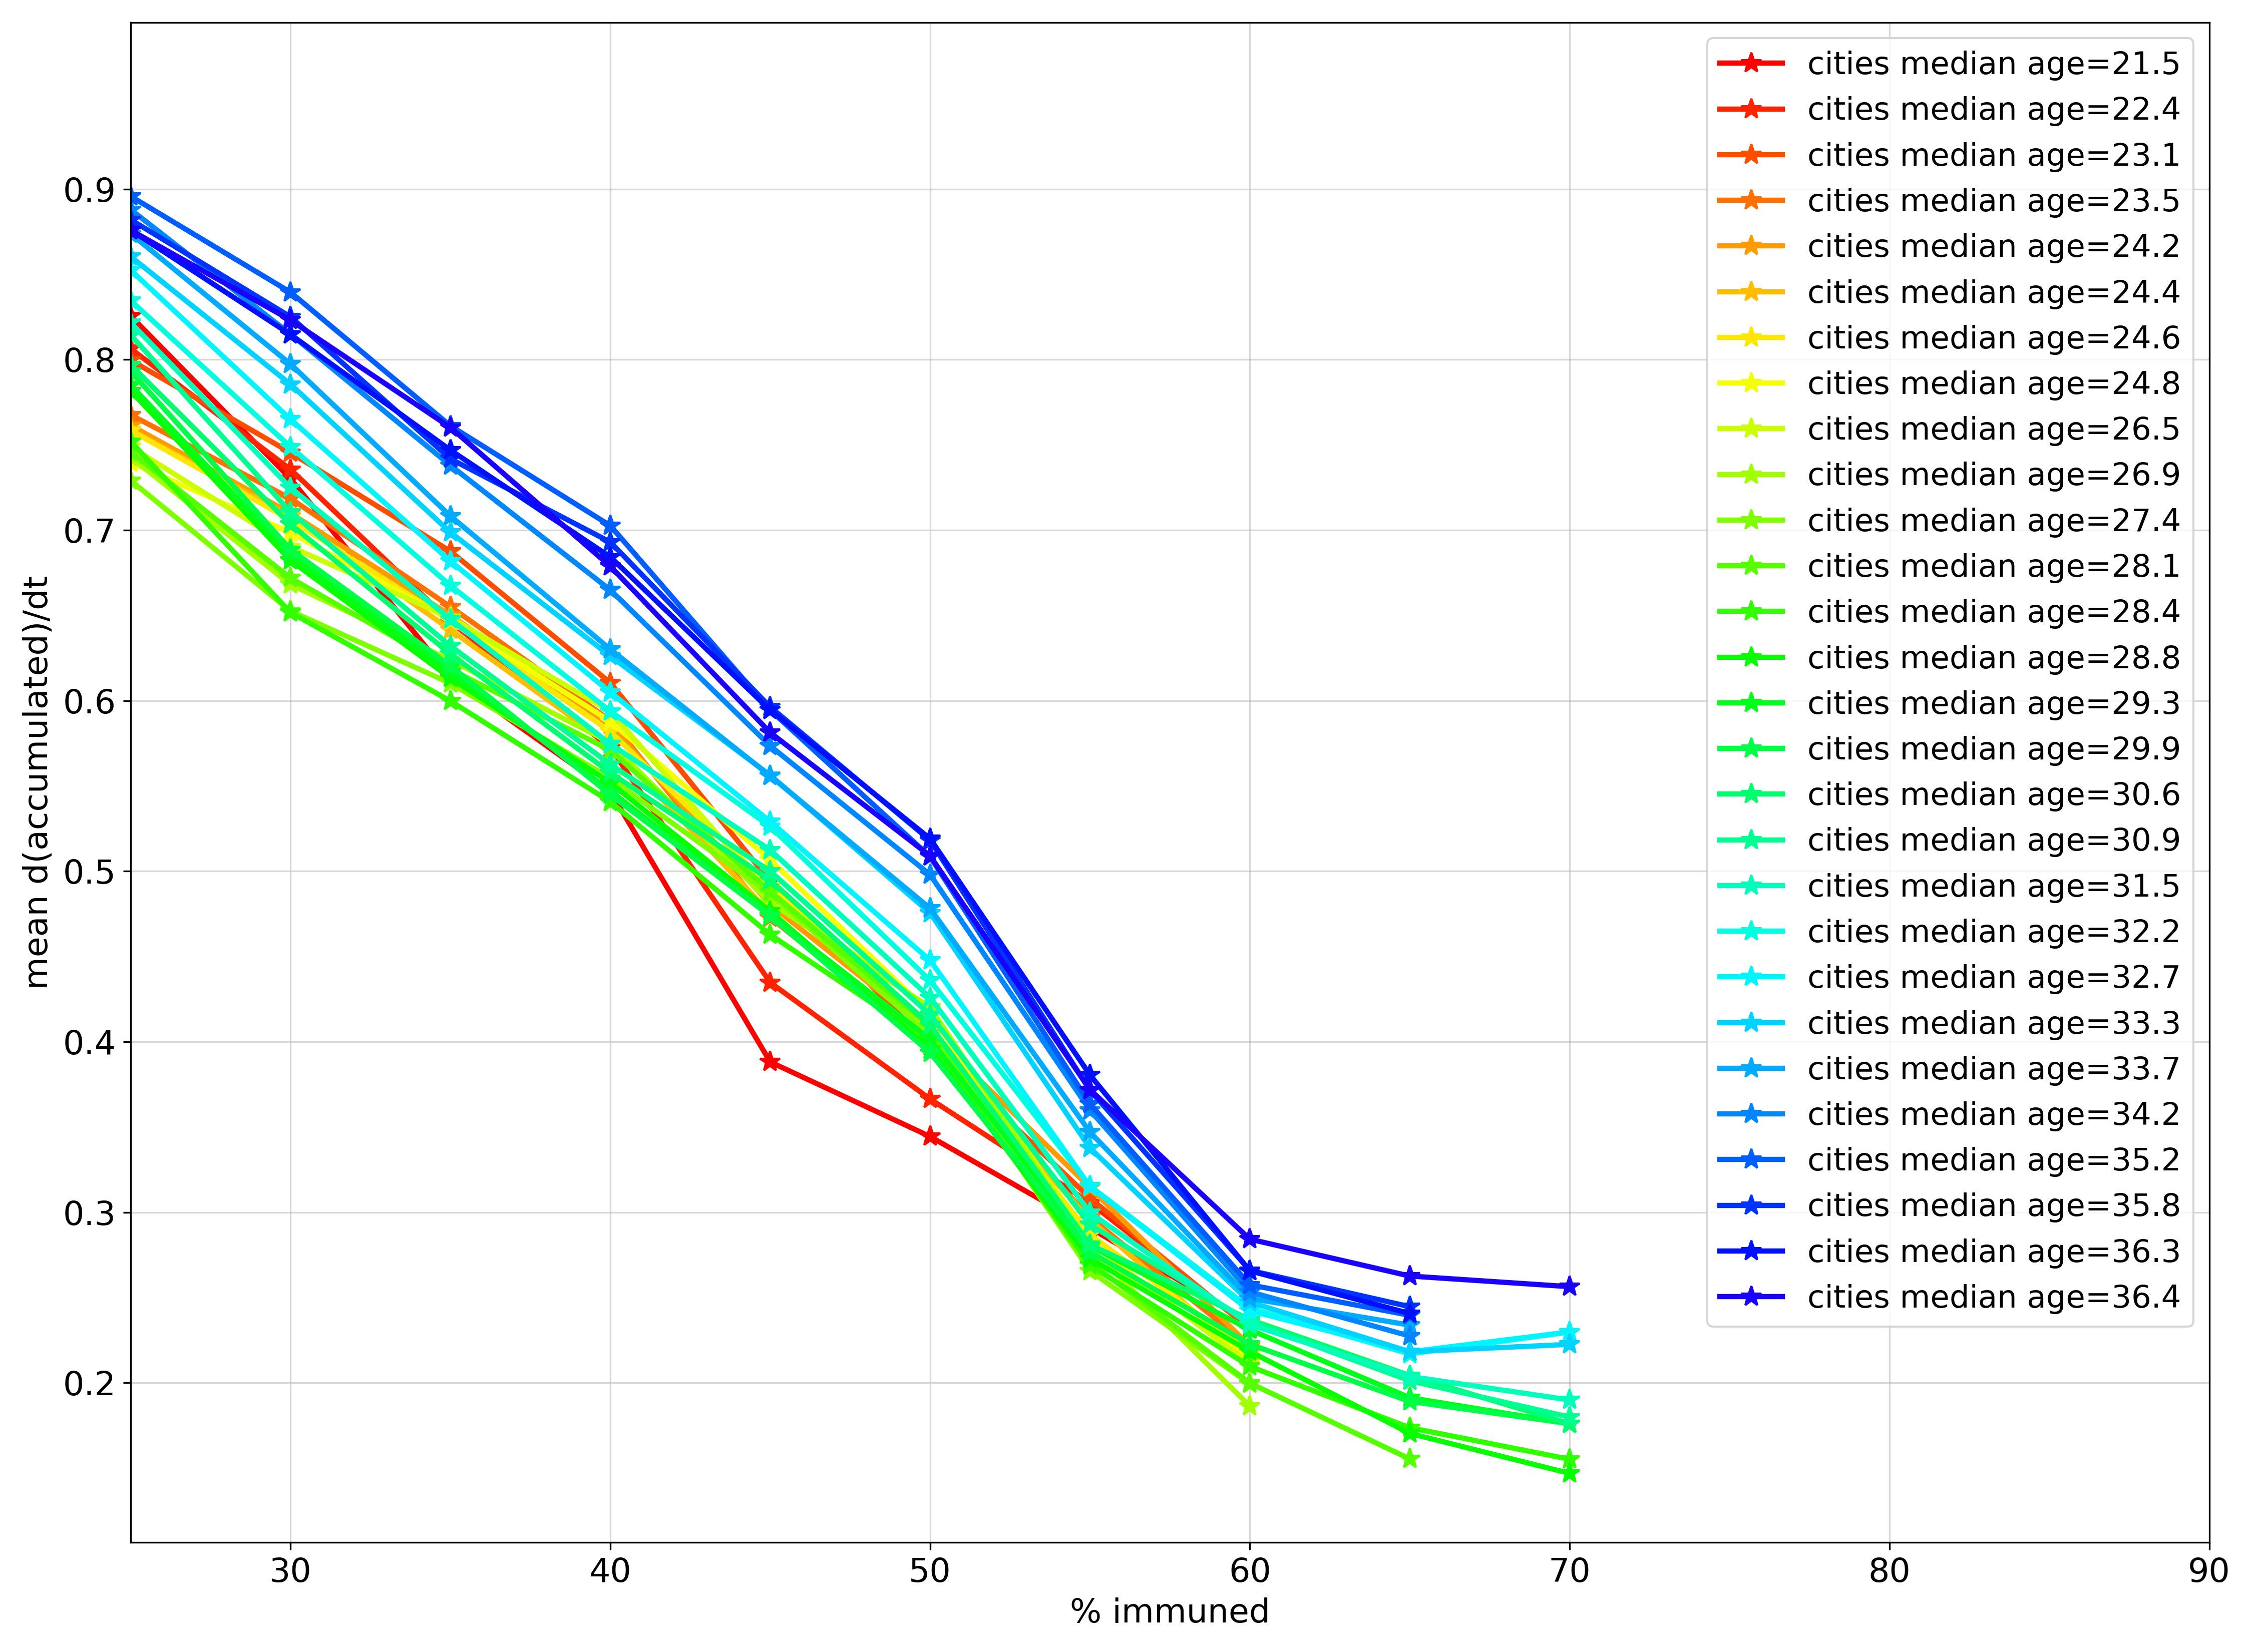 mean d(accumulated)/dt
0.9
0.8
0.7
0.6
0.5
0.4
0.3
0.2
30 40 50 60 70 80 90
% immuned
cities median age=21.5
cities median age=22.4
cities median age=23.1
cities median age=23.5
cities median age=24.2
cities median age=24.4
cities median age=24.6
cities median age=24.8
cities median age=26.5
cities median age=26.9
cities median age=27.4
cities median age=28.1
cities median age=28.4
cities median age=28.8
cities median age=29.3
cities median age=29.9
cities median age=30.6
cities median age=30.9
cities median age=31.5
cities median age=32.2
cities median age=32.7
cities median age=33.3
cities median age=33.7
cities median age=34.2
cities median age=35.2
cities median age=35.8
cities median age=36.3
cities median age=36.4